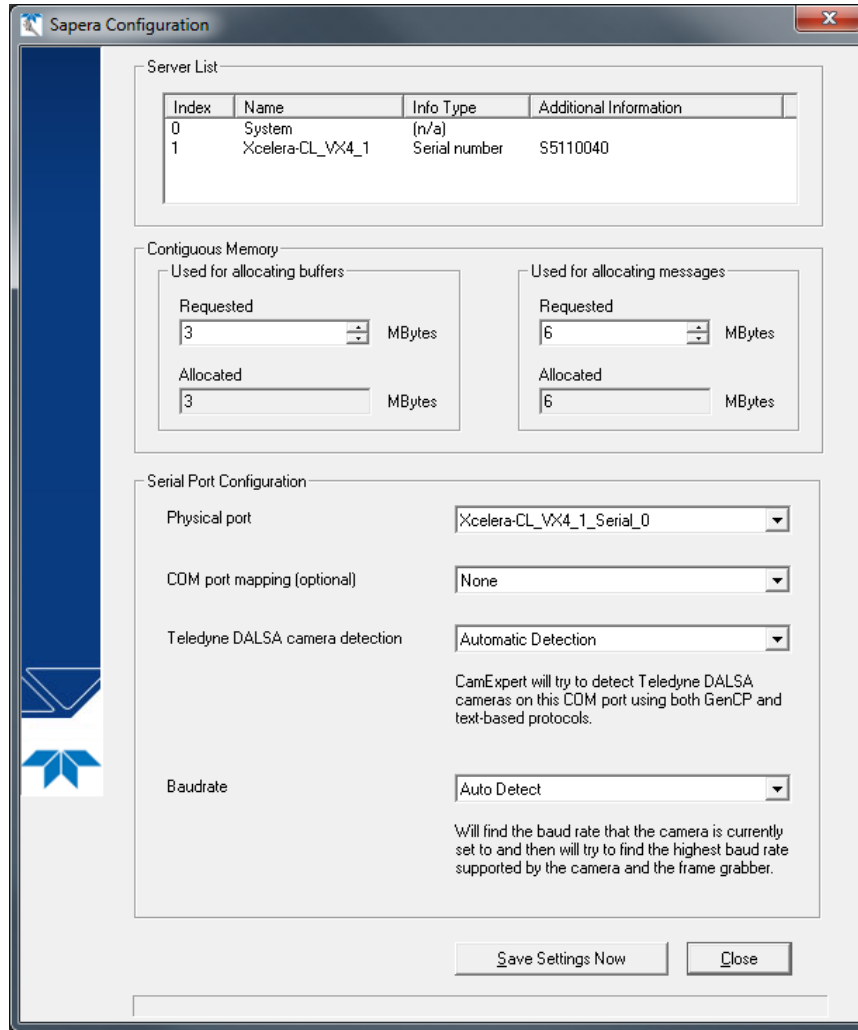 Sapera Configuration
Server List
Index Name Info Type Additional Information
0 System (n/a)
1 Xcelera-CL_VX4_1 Serial number S5110040
Contiguous Memory
Used for allocating buffers Used for allocating messages
Requested Requested
3 MBytes 6 MBytes
Allocated Allocated
3 MBytes 6 MBytes
Serial Port Configuration
Physical port Xcelera-CL_VX4_1_Serial_0
COM port mapping (optional) None
Teledyne DALSA camera detection Automatic Detection
CamExpert will try to detect Teledyne DALSA
cameras on this COM port using both GenCP and
text-based protocols.
Baudrate Auto Detect
Will find the baud rate that the camera is currently
set to and then will try to find the highest baud rate
supported by the camera and the frame grabber.
Save Settings Now Close